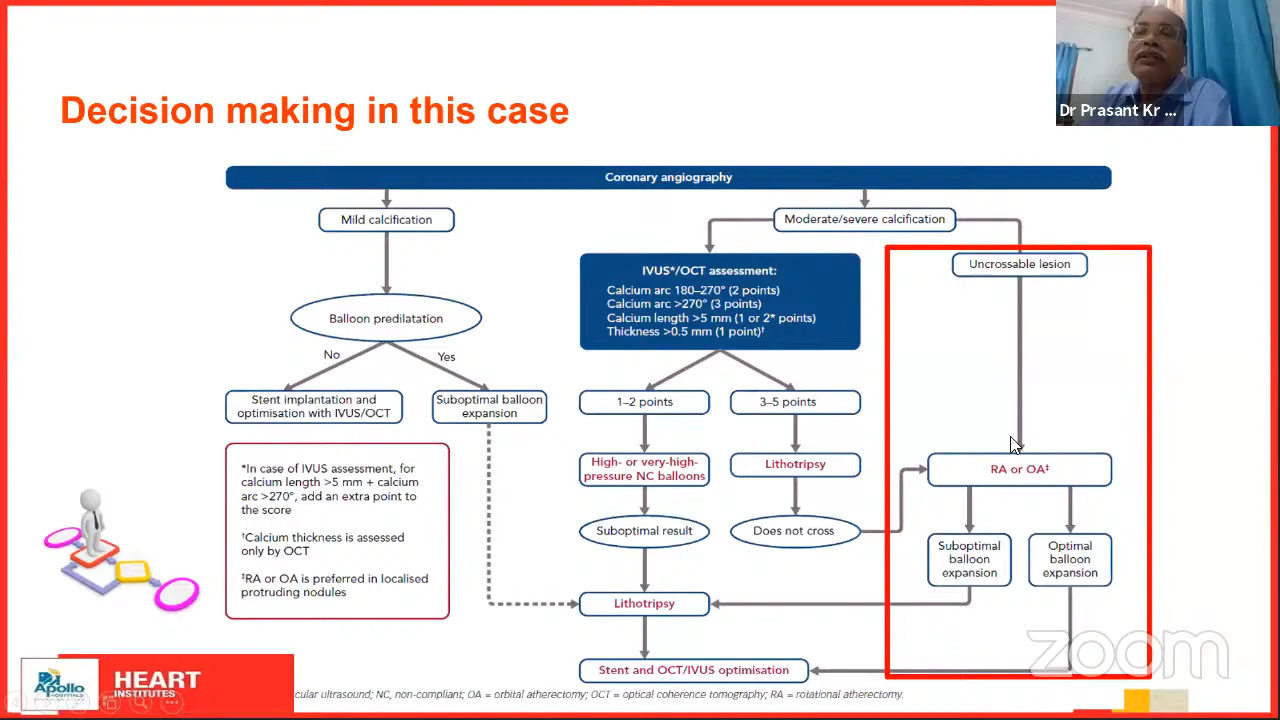 Dr Prasant Kr ...
Decision making in this case
Coronary angiography
Mild calcification
Moderate/severe calcification
Balloon predilatation
No
Yes
Stent implantation and
optimisation with IVUS/OCT
Suboptimal balloon
expansion
IVUS*/OCT assessment:
Calcium arc 180–270° (2 points)
Calcium arc >270° (3 points)
Calcium length >5 mm (1 or 2* points)
Thickness >0.5 mm (1 point)†
Uncrossable lesion
1–2 points
3–5 points
High- or very-high-
pressure NC balloons
Lithotripsy
RA or OA‡
Suboptimal result
Does not cross
Suboptimal
balloon
expansion
Optimal
balloon
expansion
Lithotripsy
Stent and OCT/IVUS optimisation
*In case of IVUS assessment, for
calcium length >5 mm + calcium
arc >270°, add an extra point to
the score
†Calcium thickness is assessed
only by OCT
‡RA or OA is preferred in localised
protruding nodules
zoom
Apollo
HOSPITALS
HEART
INSTITUTES
cular ultrasound; NC, non-compliant; OA = orbital atherectomy; OCT = optical coherence tomography; RA = rotational atherectomy.